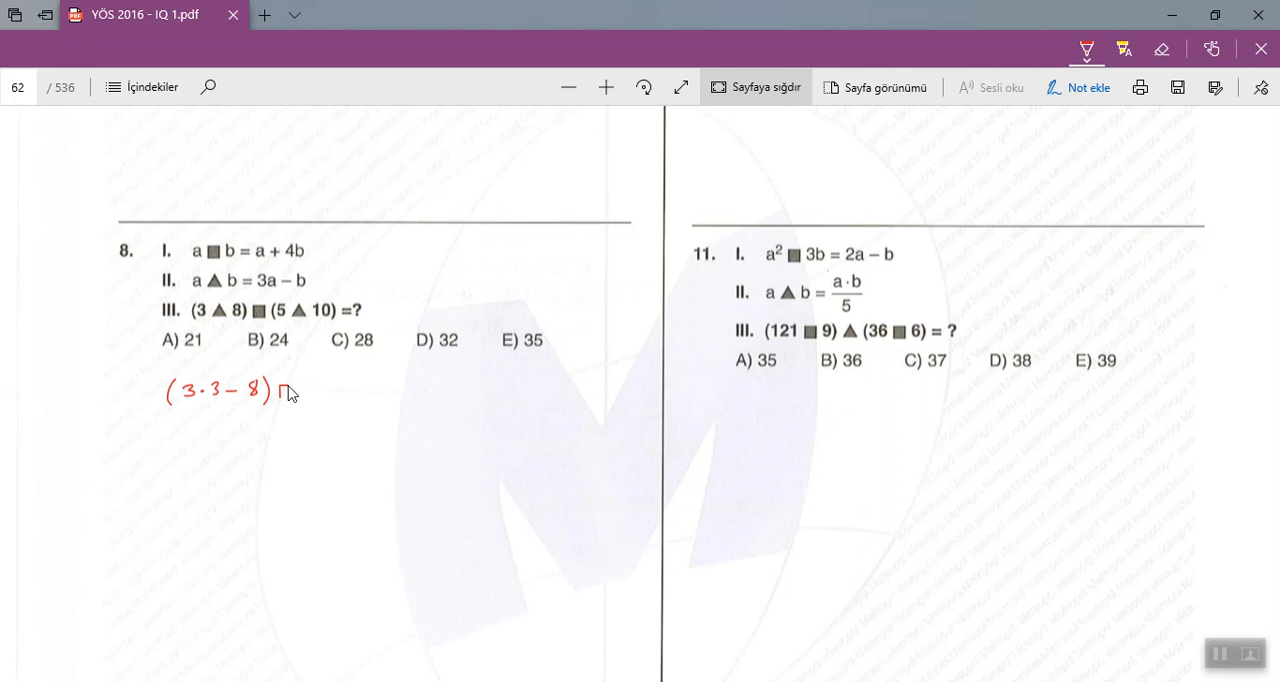 YÖS 2016 - IQ 1.pdf
62 / 536 İçindekiler Sayfaya sığdır Sayfa görünümü Sesli oku Not ekle
8. I. a ■ b = a + 4b
II. a ▲ b = 3a – b
III. (3 ▲ 8) ■ (5 ▲ 10) =?
A) 21 B) 24 C) 28 D) 32 E) 35
(3·3 – 8)
11. I. a² ■ 3b = 2a – b
II. a ▲ b = a·b/5
III. (121 ■ 9) ▲ (36 ■ 6) = ?
A) 35 B) 36 C) 37 D) 38 E) 39